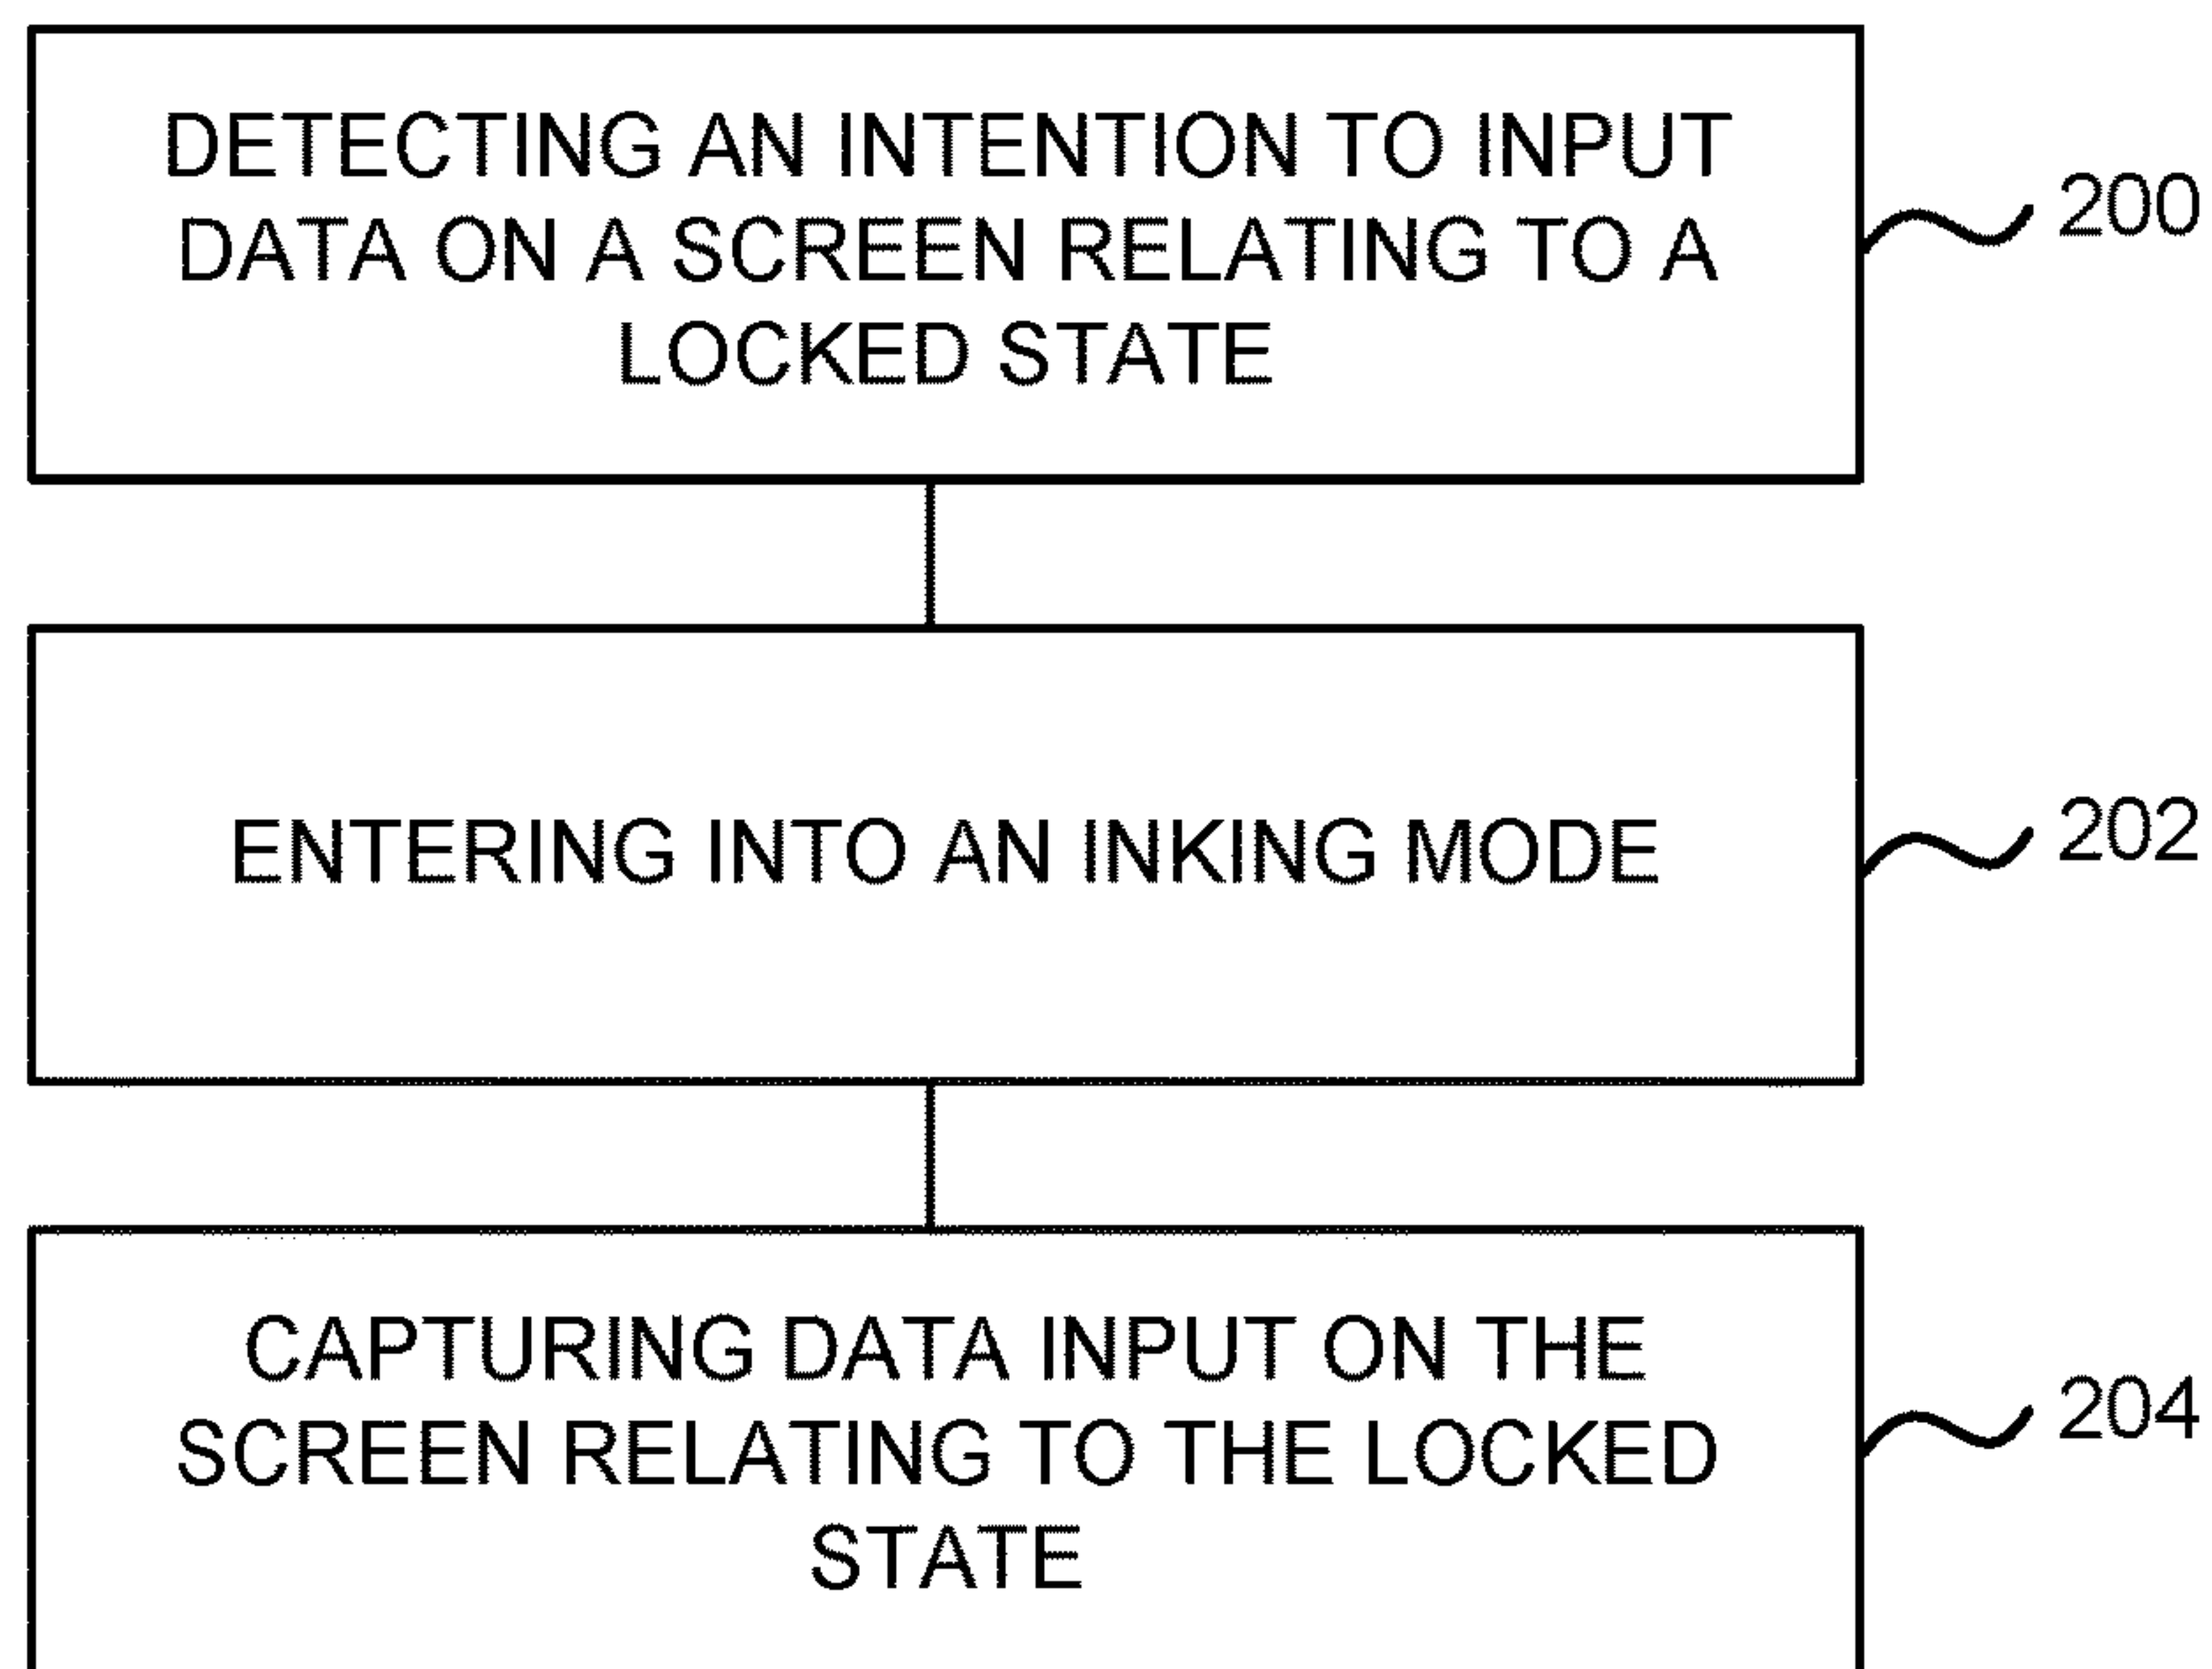 DETECTING AN INTENTION TO INPUT
DATA ON A SCREEN RELATING TO A
LOCKED STATE
200
ENTERING INTO AN INKING MODE
202
CAPTURING DATA INPUT ON THE
SCREEN RELATING TO THE LOCKED
STATE
204